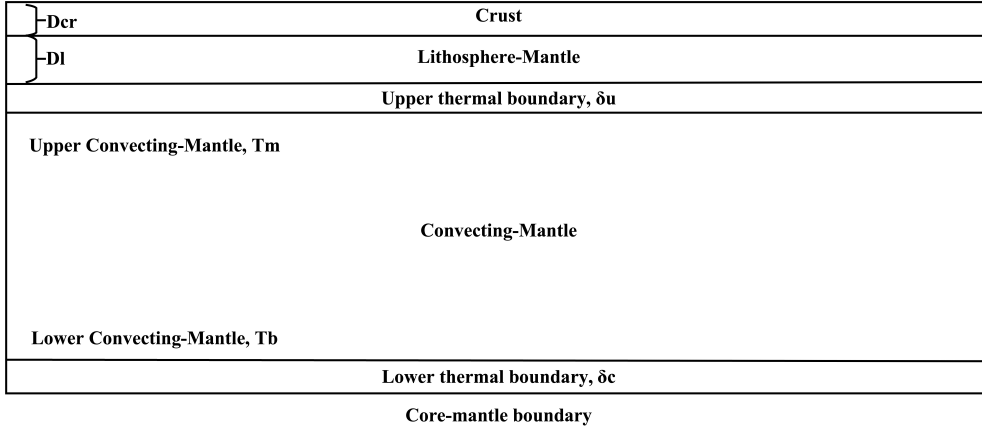 Crust
Dcr
Lithosphere-Mantle
Dl
Upper thermal boundary, δu
Upper Convecting-Mantle, Tm
Convecting-Mantle
Lower Convecting-Mantle, Tb
Lower thermal boundary, δc
Core-mantle boundary